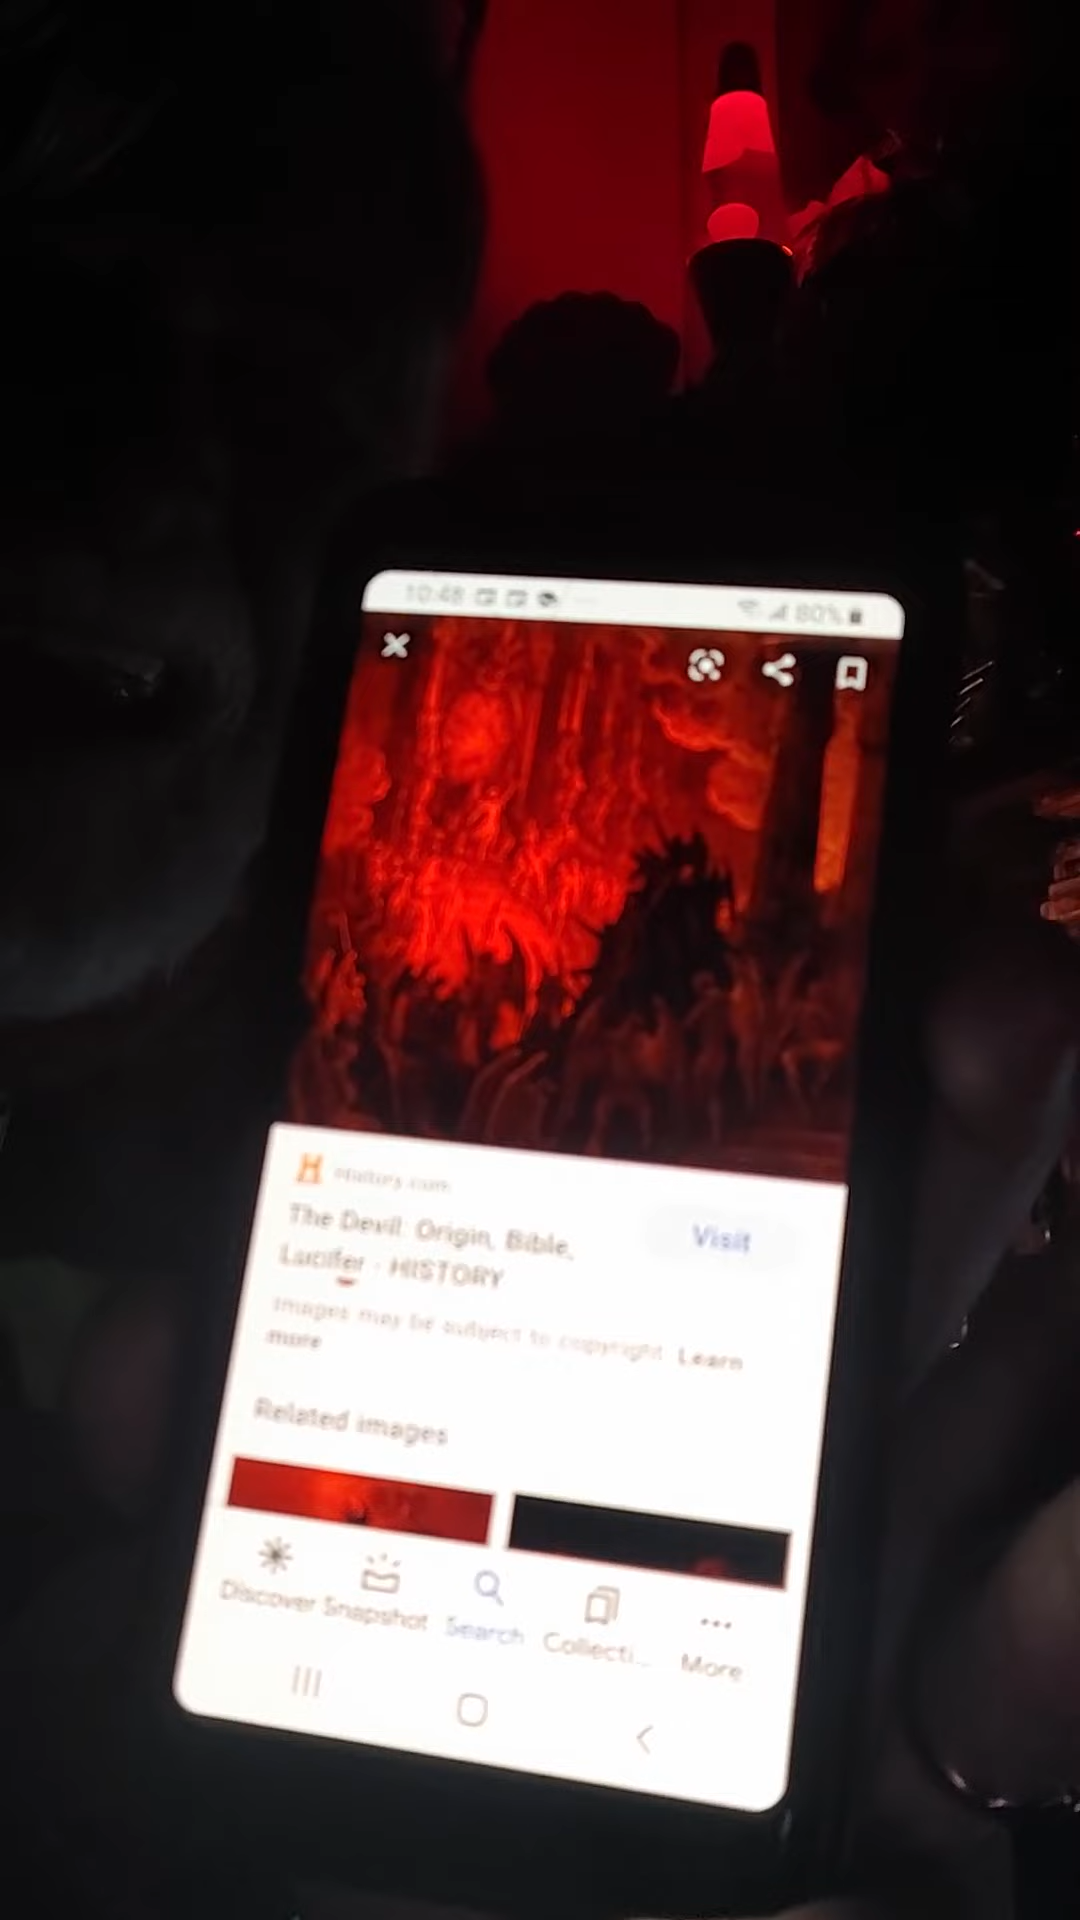 10:48 80%
History.com
The Devil: Origin, Bible,
Lucifer - HISTORY
Visit
Images may be subject to copyright. Learn
more
Related images
Discover Snapshot Search Collecti... More